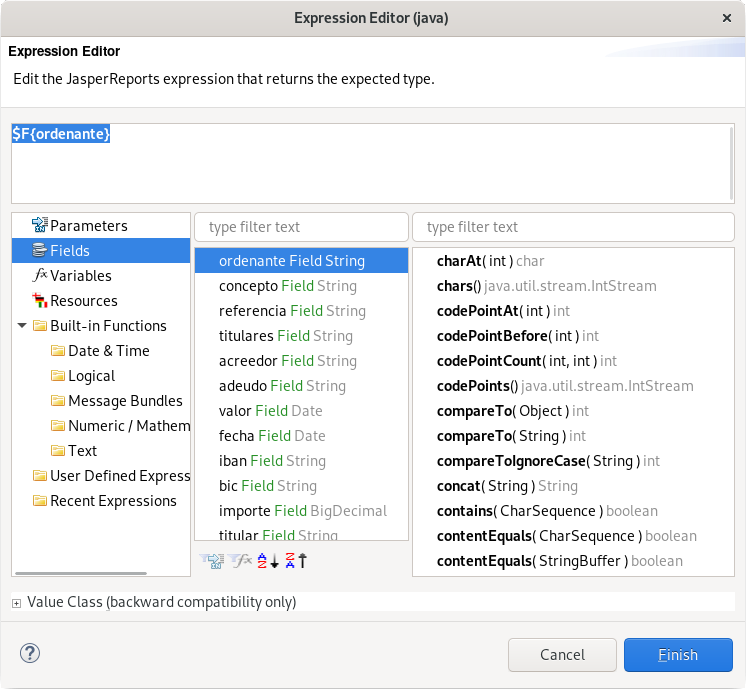 Expression Editor (java)
Expression Editor
Edit the JasperReports expression that returns the expected type.
$F{ordenante}
Parameters
Fields
Variables
Resources
Built-in Functions
Date & Time
Logical
Message Bundles
Numeric / Mathem
Text
User Defined Express
Recent Expressions
type filter text
ordenante Field String
concepto Field String
referencia Field String
titulares Field String
acreedor Field String
adeudo Field String
valor Field Date
fecha Field Date
iban Field String
bic Field String
importe Field BigDecimal
titular Field String
type filter text
charAt( int ) char
chars() java.util.stream.IntStream
codePointAt( int ) int
codePointBefore( int ) int
codePointCount( int, int ) int
codePoints() java.util.stream.IntStream
compareTo( Object ) int
compareTo( String ) int
compareToIgnoreCase( String ) int
concat( String ) String
contains( CharSequence ) boolean
contentEquals( CharSequence ) boolean
contentEquals( StringBuffer ) boolean
Value Class (backward compatibility only)
Cancel
Finish